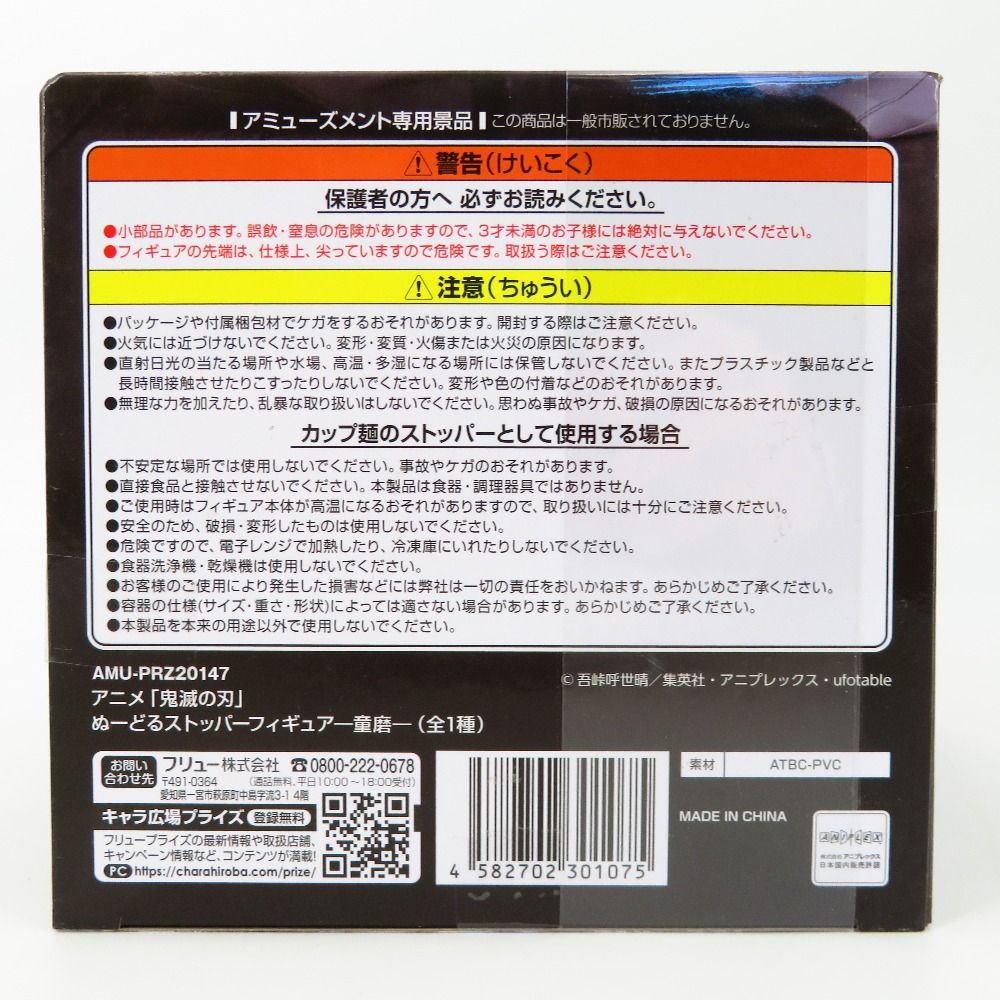 アミューズメント専用景品 この商品は一般市販されておりません。
⚠警告(けいこく)
保護者の方へ 必ずお読みください。
●小部品があります。誤飲・窒息の危険がありますので、3才未満のお子様には絶対に与えないでください。
●フィギュアの先端は、仕様上、尖っていますので危険です。取扱う際はご注意ください。
⚠注意(ちゅうい)
●パッケージや付属梱包材でケガをするおそれがあります。開封する際はご注意ください。
●火気には近づけないでください。変形・変質・火傷または火災の原因になります。
●直射日光の当たる場所や水場、高温・多湿になる場所には保管しないでください。またプラスチック製品などと
長時間接触させたりこすったりしないでください。変形や色の付着などのおそれがあります。
●無理な力を加えたり、乱暴な取り扱いはしないでください。思わぬ事故やケガ、破損の原因になるおそれがあります。
カップ麺のストッパーとして使用する場合
●不安定な場所では使用しないでください。事故やケガのおそれがあります。
●直接食品と接触させないでください。本製品は食器・調理器具ではありません。
●ご使用時はフィギュア本体が高温になるおそれがありますので、取り扱いには十分にご注意ください。
●安全のため、破損・変形したものは使用しないでください。
●危険ですので、電子レンジで加熱したり、冷凍庫にいれたりしないでください。
●食器洗浄機・乾燥機は使用しないでください。
●お客様のご使用により発生した損害などには弊社は一切の責任をおいかねます。あらかじめご了承ください。
●容器の仕様(サイズ・重さ・形状)によっては適さない場合があります。あらかじめご了承ください。
●本製品を本来の用途以外で使用しないでください。
AMU-PRZ20147
アニメ「鬼滅の刃」
ぬーどるストッパーフィギュア―童磨―(全1種)
© 吾峠呼世晴／集英社・アニプレックス・ufotable
お問い合わせ先 フリュー株式会社 ☎0800-222-0678
〒491-0364 (通話無料、平日10:00～18:00受付)
愛知県一宮市萩原町中島字流3-1 4階
キャラ広場プライズ 登録無料
フリュープライズの最新情報や取扱店舗、
キャンペーン情報など、コンテンツが満載!
PC https://charahiroba.com/prize/
4 582702 301075
素材 ATBC-PVC
MADE IN CHINA
ANIPLEX
株式会社 アニプレックス
日本国内販売許諾